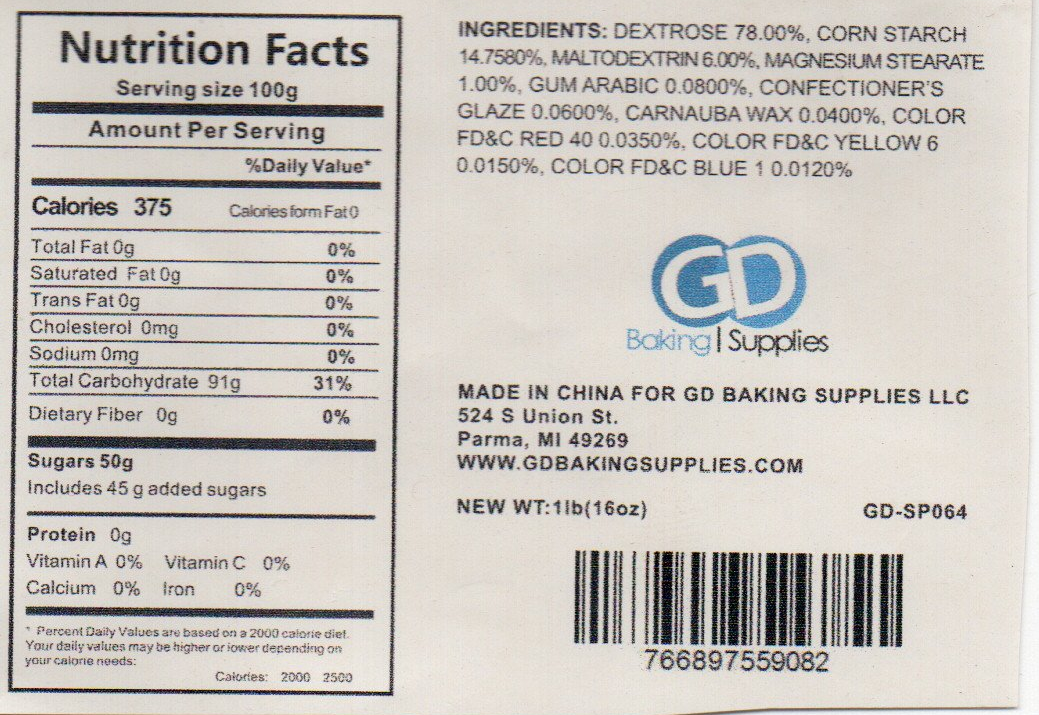 Nutrition Facts
Serving size 100g
Amount Per Serving
%Daily Value*
Calories 375 Calories form Fat 0
Total Fat 0g 0%
Saturated Fat 0g 0%
Trans Fat 0g 0%
Cholesterol 0mg 0%
Sodium 0mg 0%
Total Carbohydrate 91g 31%
Dietary Fiber 0g 0%
Sugars 50g
Includes 45 g added sugars
Protein 0g
Vitamin A 0% Vitamin C 0%
Calcium 0% Iron 0%
* Percent Daily Values are based on a 2000 calorie diet.
Your daily values may be higher or lower depending on
your calorie needs:
Calories: 2000 2500
INGREDIENTS: DEXTROSE 78.00%, CORN STARCH
14.7580%, MALTODEXTRIN 6.00%, MAGNESIUM STEARATE
1.00%, GUM ARABIC 0.0800%, CONFECTIONER'S
GLAZE 0.0600%, CARNAUBA WAX 0.0400%, COLOR
FD&C RED 40 0.0350%, COLOR FD&C YELLOW 6
0.0150%, COLOR FD&C BLUE 1 0.0120%
GD
Baking | Supplies
MADE IN CHINA FOR GD BAKING SUPPLIES LLC
524 S Union St.
Parma, MI 49269
WWW.GDBAKINGSUPPLIES.COM
NEW WT:1lb(16oz) GD-SP064
766897559082